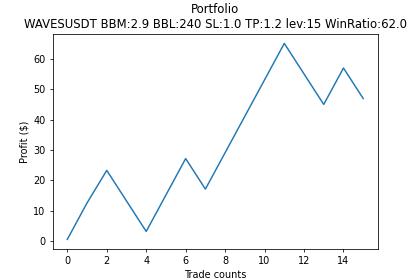 Portfolio
WAVESUSDT BBM:2.9 BBL:240 SL:1.0 TP:1.2 lev:15 WinRatio:62.0
Profit ($)
60
50
40
30
20
10
0
0 2 4 6 8 10 12 14
Trade counts